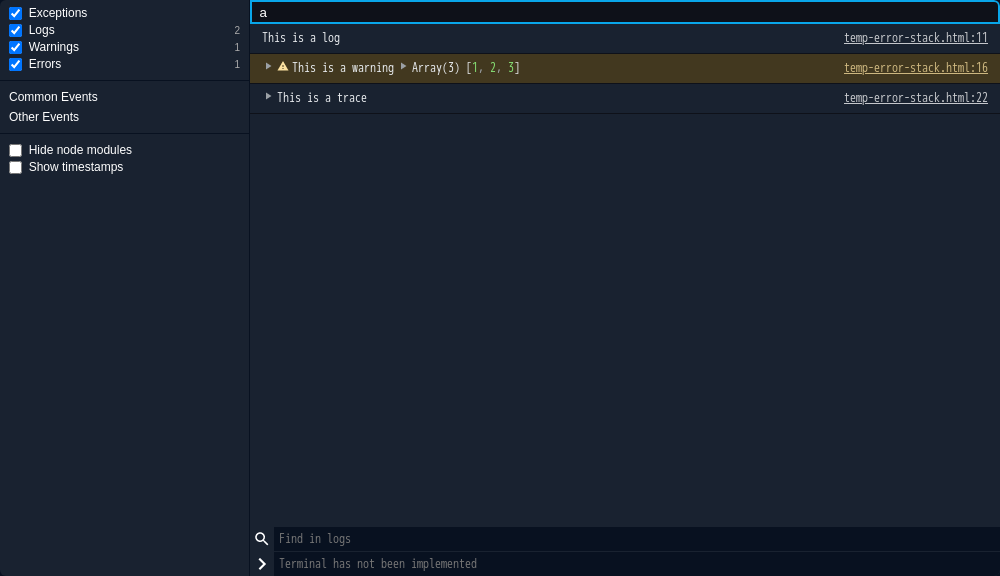 Exceptions
Logs 2
Warnings 1
Errors 1
Common Events
Other Events
Hide node modules
Show timestamps
a
This is a log temp-error-stack.html:11
This is a warning Array(3) [1, 2, 3] temp-error-stack.html:16
This is a trace temp-error-stack.html:22
Find in logs
Terminal has not been implemented